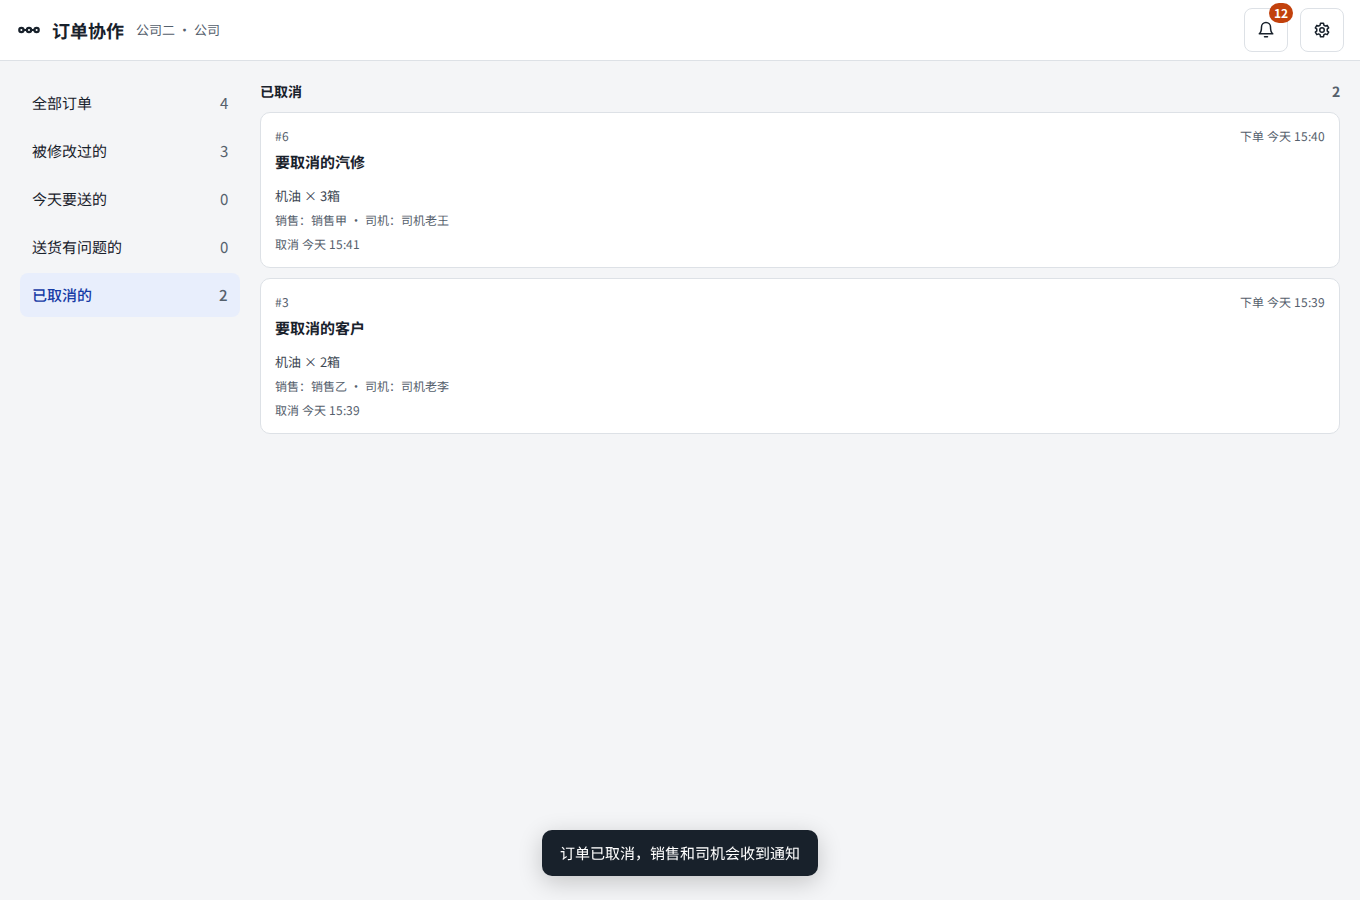 订单协作 公司二 · 公司 12
全部订单 4
被修改过的 3
今天要送的 0
送货有问题的 0
已取消的 2
已取消 2
#6 下单 今天 15:40
要取消的汽修
机油 × 3箱
销售：销售甲 · 司机：司机老王
取消 今天 15:41
#3 下单 今天 15:39
要取消的客户
机油 × 2箱
销售：销售乙 · 司机：司机老李
取消 今天 15:39
订单已取消，销售和司机会收到通知